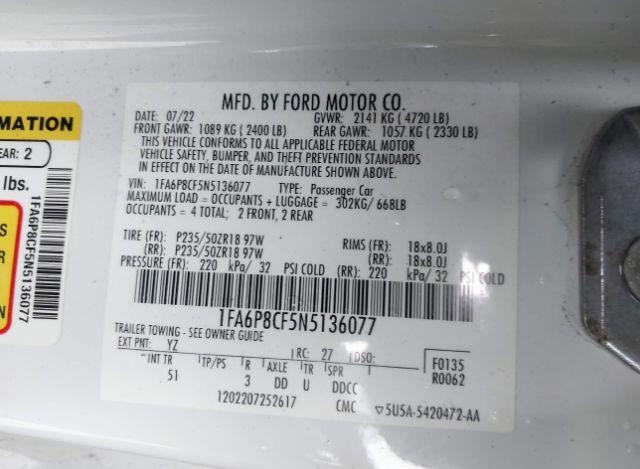 MFD. BY FORD MOTOR CO.
DATE: 07/22 GVWR: 2141 KG ( 4720 LB)
FRONT GAWR: 1089 KG ( 2400 LB) REAR GAWR: 1057 KG ( 2330 LB)
THIS VEHICLE CONFORMS TO ALL APPLICABLE FEDERAL MOTOR
VEHICLE SAFETY, BUMPER, AND THEFT PREVENTION STANDARDS
IN EFFECT ON THE DATE OF MANUFACTURE SHOWN ABOVE.
VIN: 1FA6P8CF5N5136077 TYPE: Passenger Car
MAXIMUM LOAD = OCCUPANTS + LUGGAGE = 302KG/ 668LB
OCCUPANTS = 4 TOTAL; 2 FRONT, 2 REAR
TIRE (FR): P235/50ZR18 97W RIMS (FR): 18x8.0J
(RR): P235/50ZR18 97W (RR): 18x8.0J
PRESSURE (FR): 220 kPa/ 32 PSI COLD (RR): 220 kPa/ 32 PSI COLD
1FA6P8CF5N5136077
TRAILER TOWING - SEE OWNER GUIDE
EXT PNT: YZ RC: 27 DSO: F0135
R0062
INT TR TP/PS R AXLE TR SPR
51 3 DD U DDCC
1202207252617 CMC 5U5A-5420472-AA
MATION
EAR: 2
lbs.
S
R
1FA6P8CF5N5136077